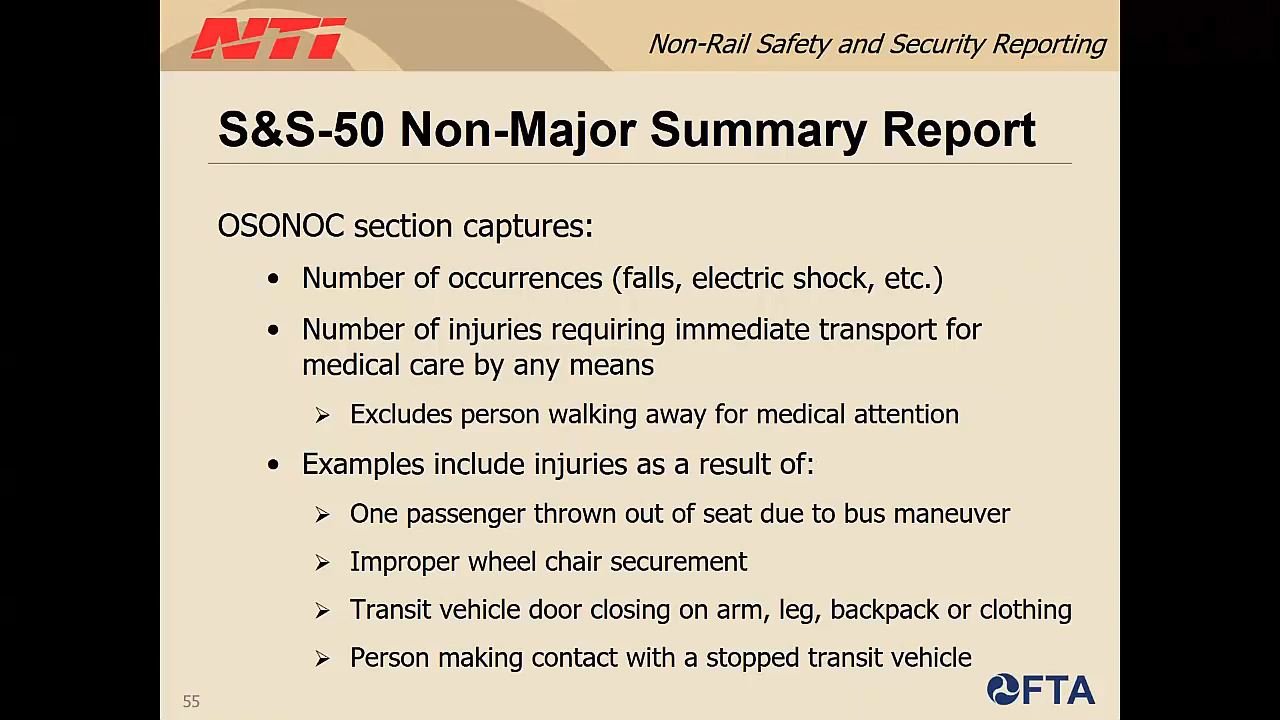 NTI
Non-Rail Safety and Security Reporting
S&S-50 Non-Major Summary Report
OSONOC section captures:
• Number of occurrences (falls, electric shock, etc.)
• Number of injuries requiring immediate transport for
medical care by any means
➢ Excludes person walking away for medical attention
• Examples include injuries as a result of:
➢ One passenger thrown out of seat due to bus maneuver
➢ Improper wheel chair securement
➢ Transit vehicle door closing on arm, leg, backpack or clothing
➢ Person making contact with a stopped transit vehicle
55
FTA